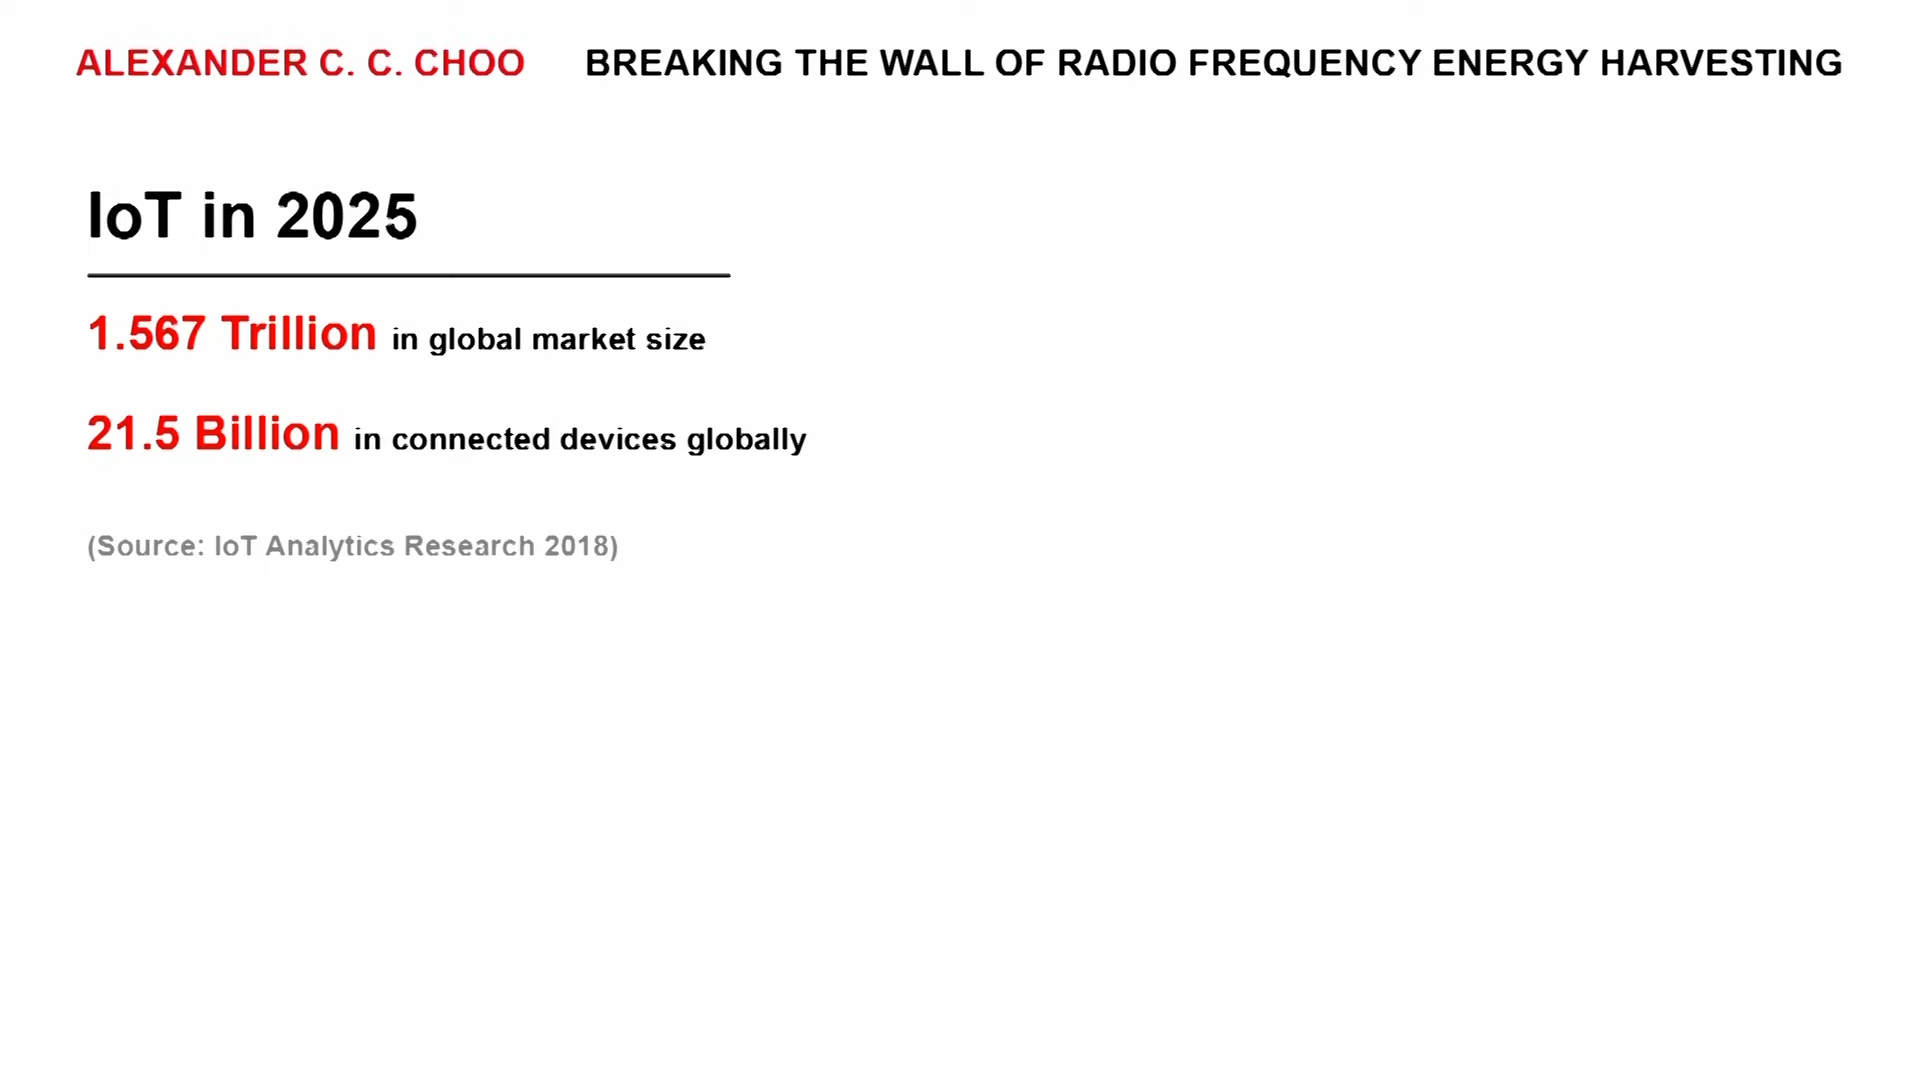 ALEXANDER C. C. CHOO BREAKING THE WALL OF RADIO FREQUENCY ENERGY HARVESTING
IoT in 2025
1.567 Trillion in global market size
21.5 Billion in connected devices globally
(Source: IoT Analytics Research 2018)